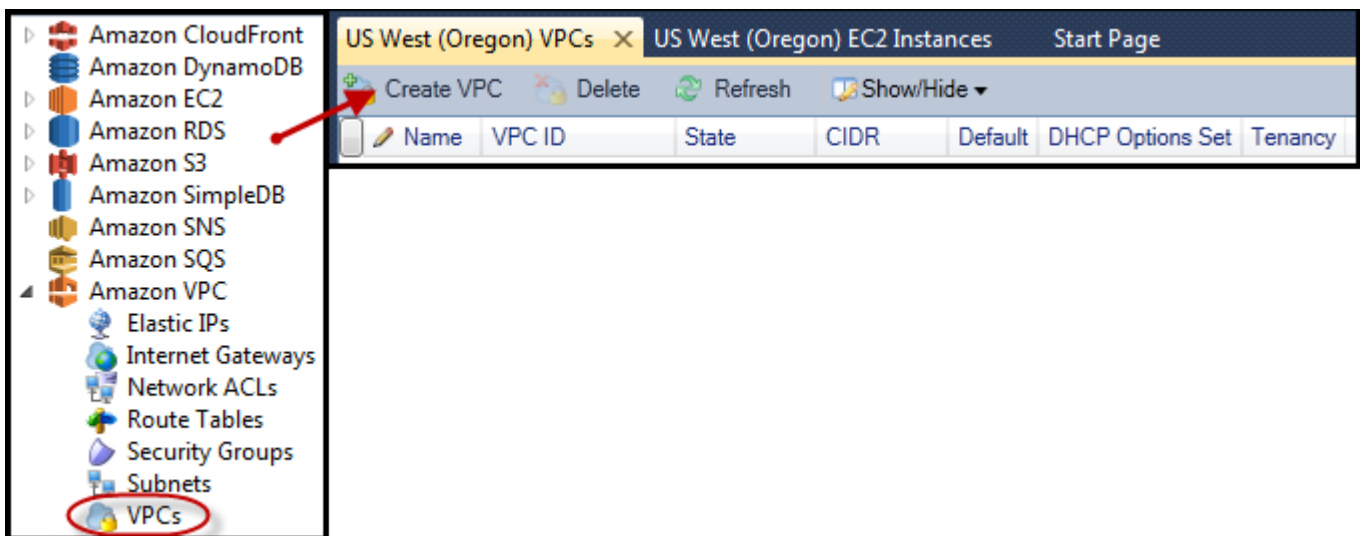 Amazon CloudFront
Amazon DynamoDB
Amazon EC2
Amazon RDS
Amazon S3
Amazon SimpleDB
Amazon SNS
Amazon SQS
Amazon VPC
Elastic IPs
Internet Gateways
Network ACLs
Route Tables
Security Groups
Subnets
VPCs
US West (Oregon) VPCs US West (Oregon) EC2 Instances Start Page
Create VPC Delete Refresh Show/Hide
Name VPC ID State CIDR Default DHCP Options Set Tenancy